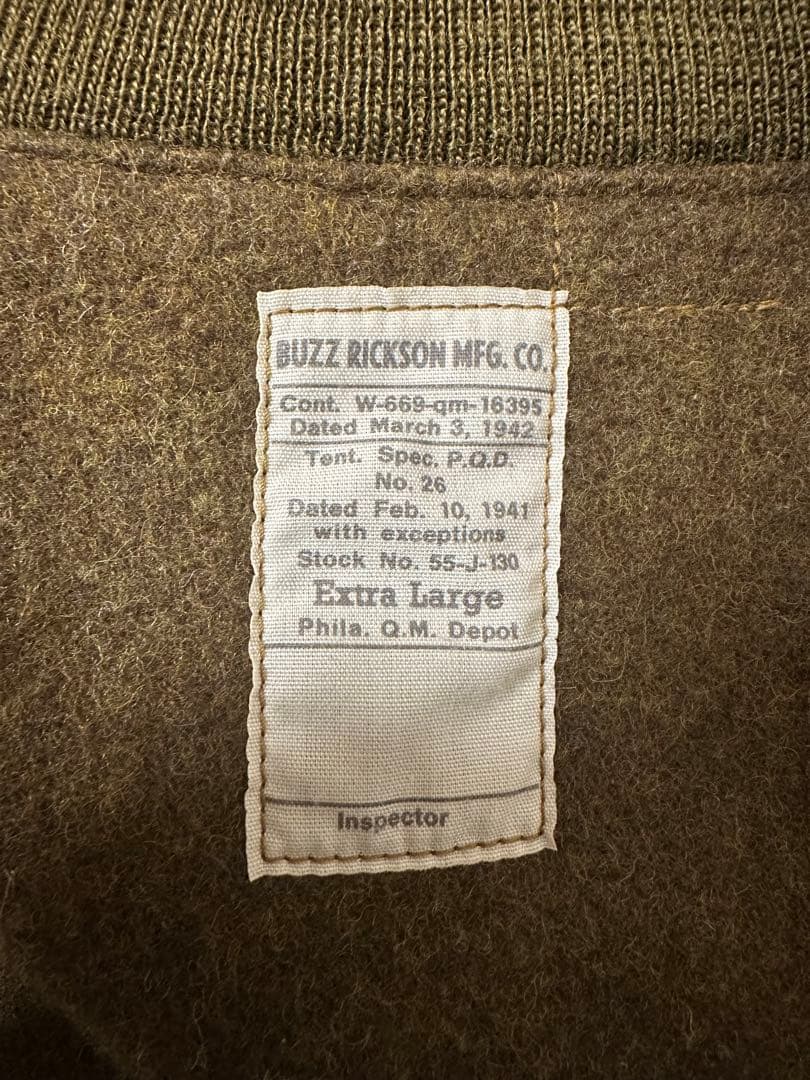 BUZZ RICKSON MFG. CO.
Cont. W-669-qm-16395
Dated March 3, 1942
Tent. Spec. P.Q.D.
No. 26
Dated Feb. 10, 1941
with exceptions
Stock No. 55-J-130
Extra Large
Phila. Q.M. Depot
Inspector